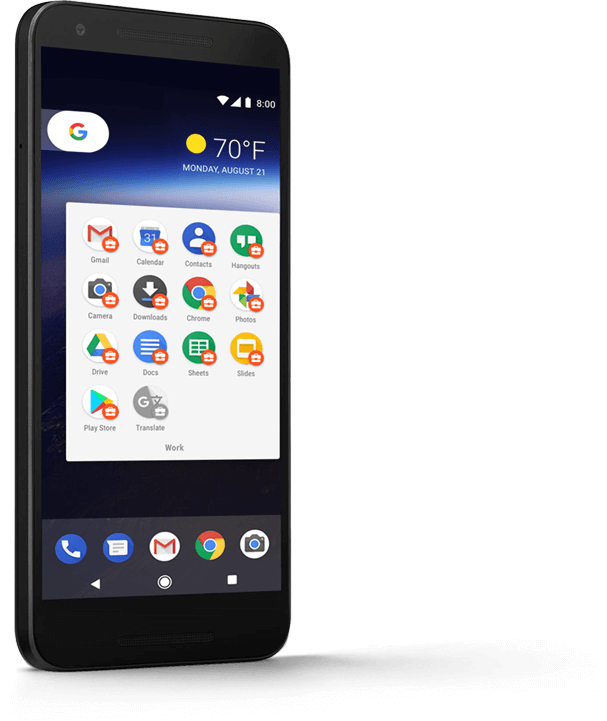 8:00
G
70°F
MONDAY, AUGUST 21
31
Gmail Calendar Contacts Hangouts
Camera Downloads Chrome Photos
Drive Docs Sheets Slides
G
Play Store Translate
Work